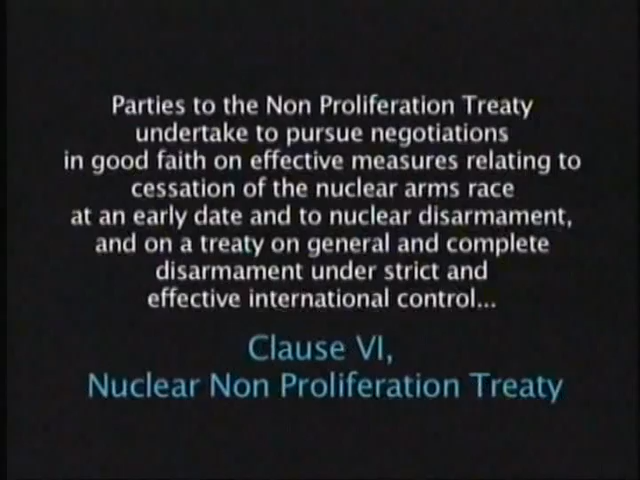 Parties to the Non Proliferation Treaty
undertake to pursue negotiations
in good faith on effective measures relating to
cessation of the nuclear arms race
at an early date and to nuclear disarmament,
and on a treaty on general and complete
disarmament under strict and
effective international control...
Clause VI,
Nuclear Non Proliferation Treaty